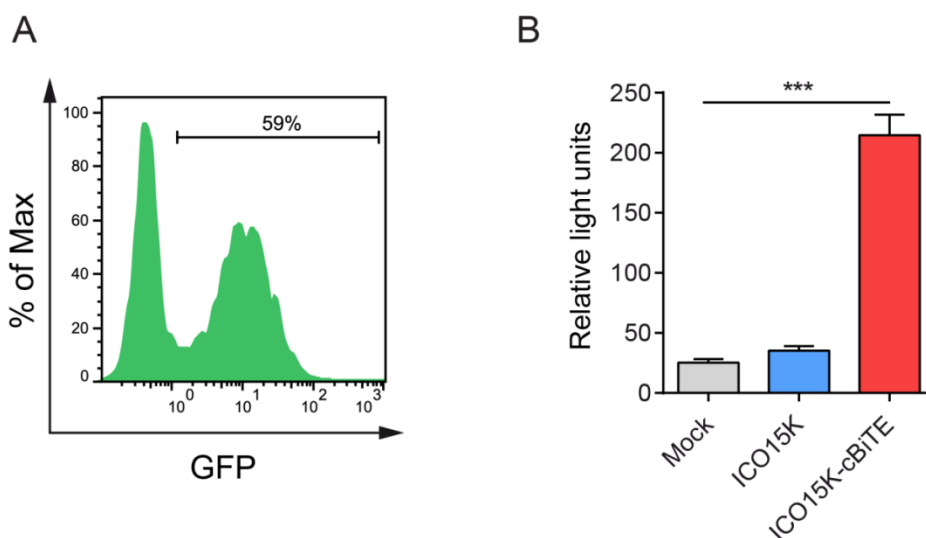 A
59%
100
80
60
40
20
0
% of Max
10^0
10^1
10^2
10^3
GFP
B
***
250
200
150
100
50
0
Relative light units
Mock
ICO15K
ICO15K-cBiTE